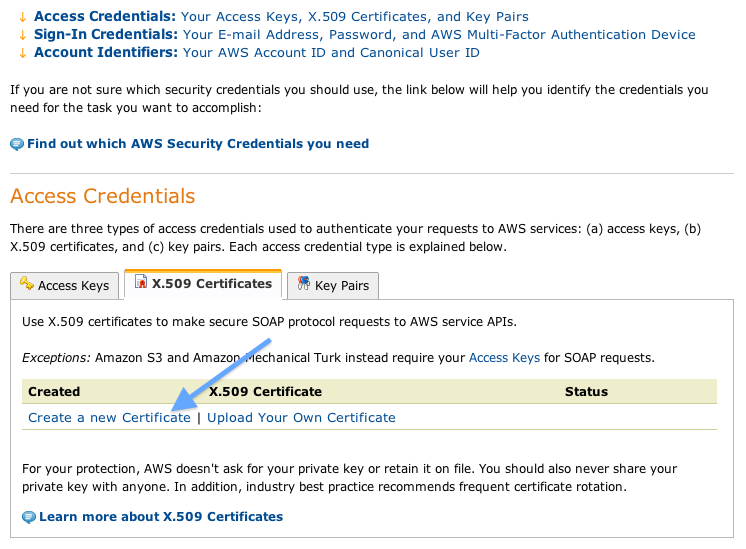 ↓ Access Credentials: Your Access Keys, X.509 Certificates, and Key Pairs
↓ Sign-In Credentials: Your E-mail Address, Password, and AWS Multi-Factor Authentication Device
↓ Account Identifiers: Your AWS Account ID and Canonical User ID
If you are not sure which security credentials you should use, the link below will help you identify the credentials you
need for the task you want to accomplish:
Find out which AWS Security Credentials you need
Access Credentials
There are three types of access credentials used to authenticate your requests to AWS services: (a) access keys, (b)
X.509 certificates, and (c) key pairs. Each access credential type is explained below.
Access Keys X.509 Certificates Key Pairs
Use X.509 certificates to make secure SOAP protocol requests to AWS service APIs.
Exceptions: Amazon S3 and Amazon Mechanical Turk instead require your Access Keys for SOAP requests.
Created X.509 Certificate Status
Create a new Certificate | Upload Your Own Certificate
For your protection, AWS doesn't ask for your private key or retain it on file. You should also never share your
private key with anyone. In addition, industry best practice recommends frequent certificate rotation.
Learn more about X.509 Certificates